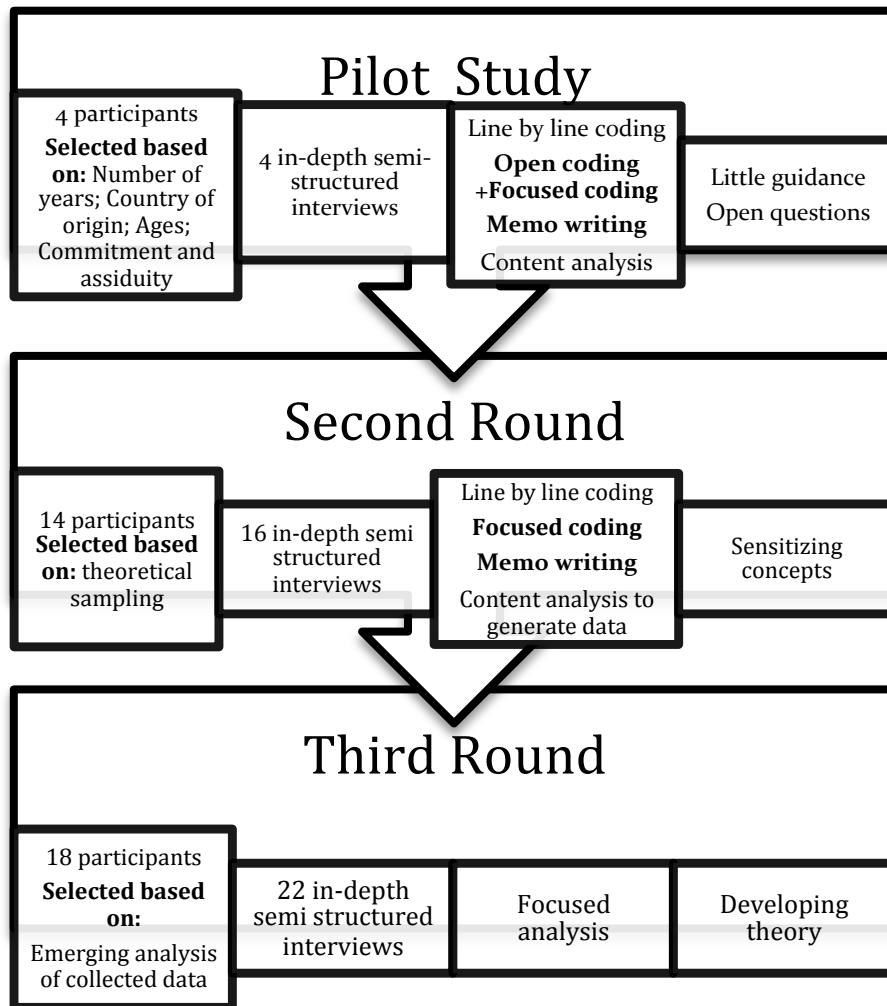 Pilot Study
4 participants
Selected based
on: Number of
years; Country of
origin; Ages;
Commitment and
assiduity
4 in-depth semi-
structured
interviews
Line by line coding
Open coding
+Focused coding
Memo writing
Content analysis
Little guidance
Open questions
Second Round
14 participants
Selected based
on: theoretical
sampling
16 in-depth semi
structured
interviews
Line by line coding
Focused coding
Memo writing
Content analysis to
generate data
Sensitizing
concepts
Third Round
18 participants
Selected based
on:
Emerging analysis
of collected data
22 in-depth
semi structured
interviews
Focused
analysis
Developing
theory